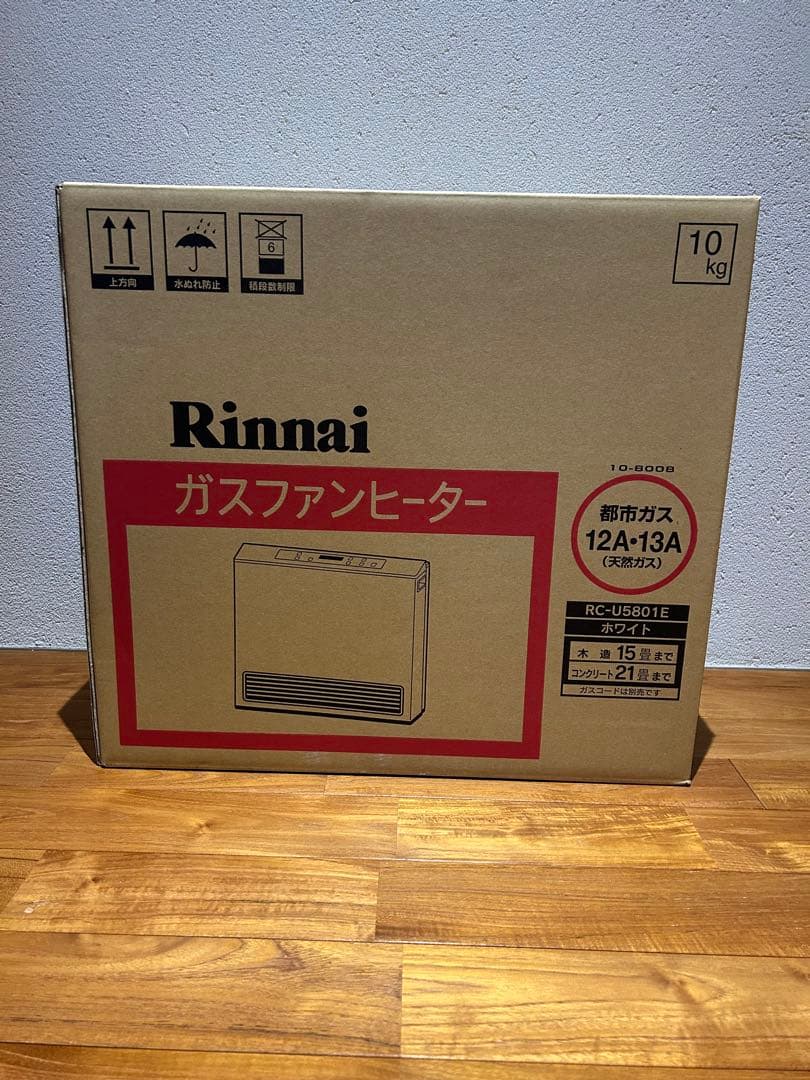 上方向
水ぬれ防止
6
積段数制限
10
kg
Rinnai
ガスファンヒーター
10-8008
都市ガス
12A・13A
(天然ガス)
RC-U5801E
ホワイト
木造15畳まで
コンクリート21畳まで
ガスコードは別売です